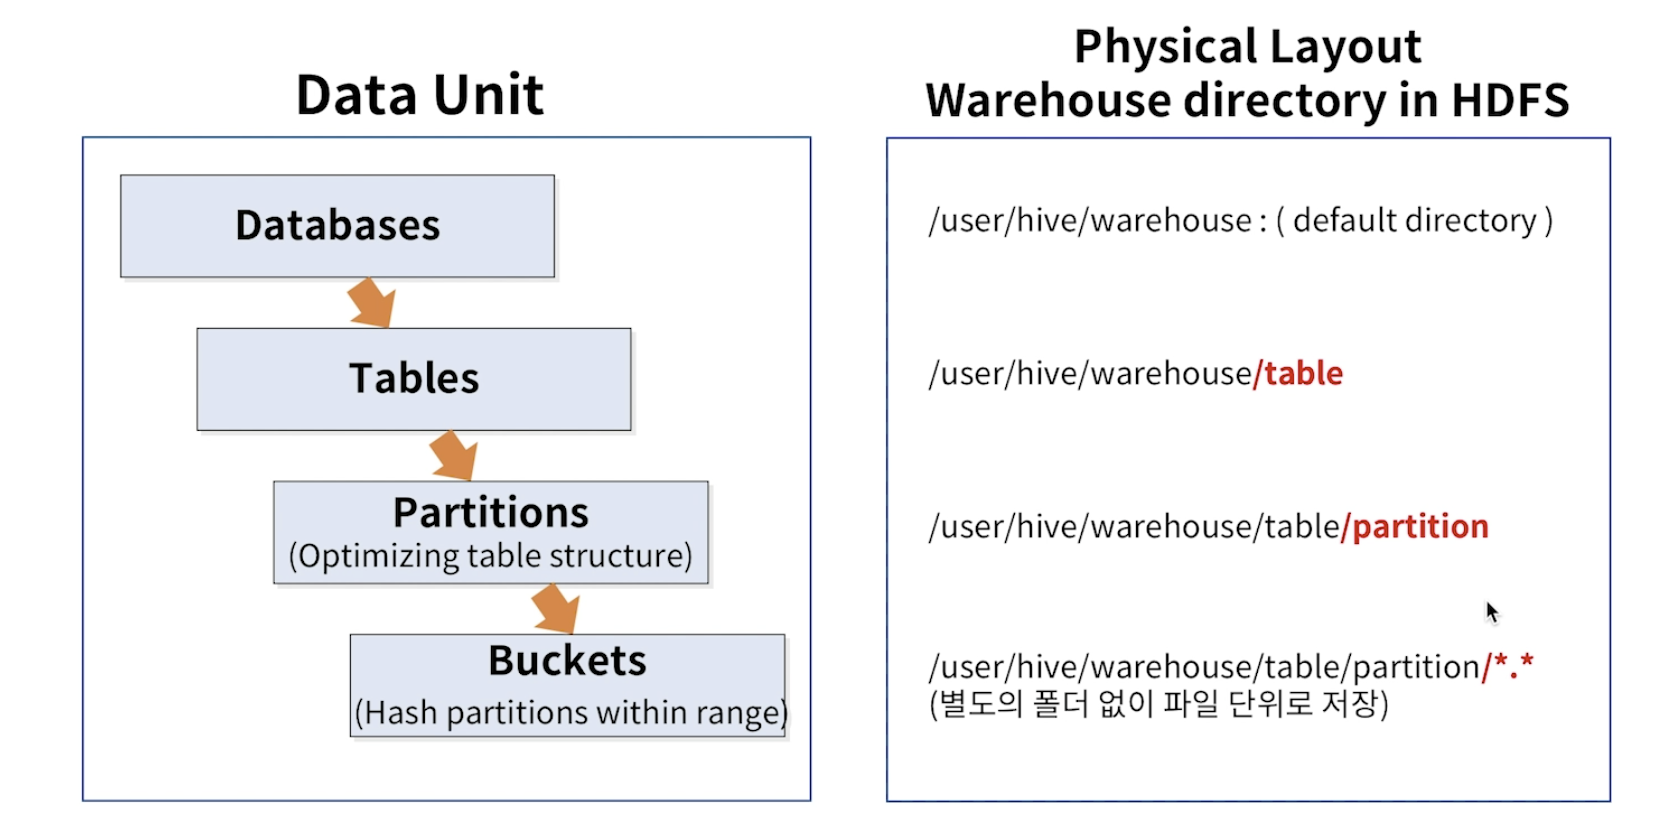 Data Unit
Databases
Tables
Partitions
(Optimizing table structure)
Buckets
(Hash partitions within range)
Physical Layout
Warehouse directory in HDFS
/user/hive/warehouse : ( default directory )
/user/hive/warehouse/table
/user/hive/warehouse/table/partition
/user/hive/warehouse/table/partition/*.*
(별도의 폴더 없이 파일 단위로 저장)